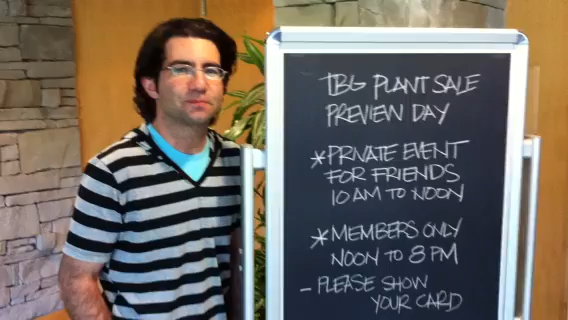 TBG PLANT SALE
PREVIEW DAY
*PRIVATE EVENT
FOR FRIENDS
10 AM TO NOON
*MEMBERS ONLY
NOON TO 8 PM
- PLEASE SHOW
YOUR CARD